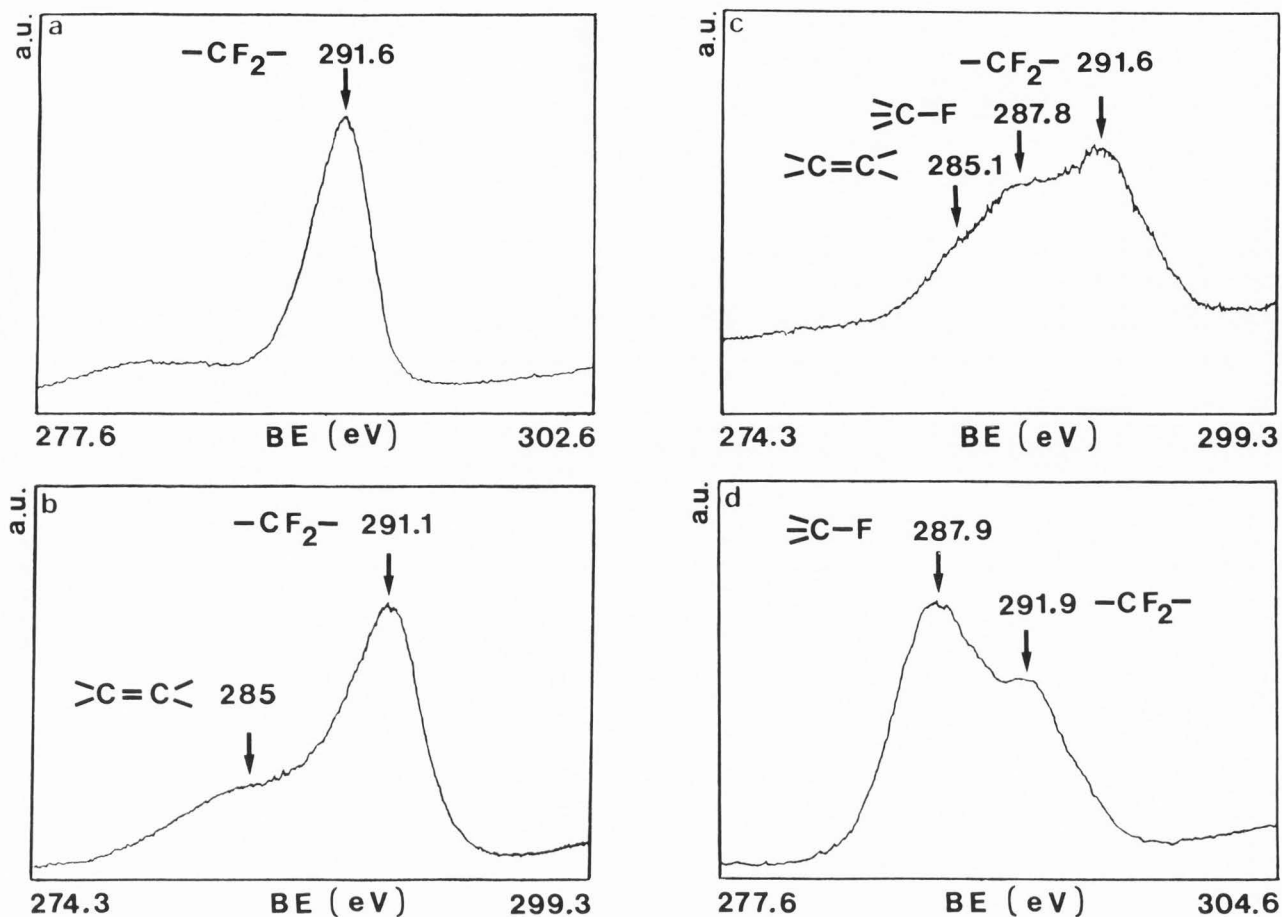 a
a.u.
−CF2− 291.6
277.6 BE (eV) 302.6
b
a.u.
−CF2− 291.1
>C=C< 285
274.3 BE (eV) 299.3
c
a.u.
−CF2− 291.6
≥C−F 287.8
>C=C< 285.1
274.3 BE (eV) 299.3
d
a.u.
≥C−F 287.9
291.9 −CF2−
277.6 BE (eV) 304.6